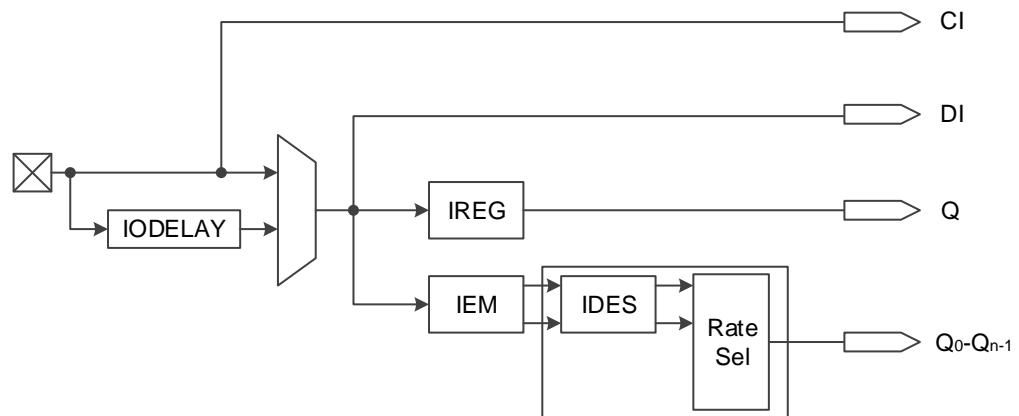 CI
DI
IODELAY
IREG
Q
IEM
IDES
Rate
Sel
Q0-Qn-1